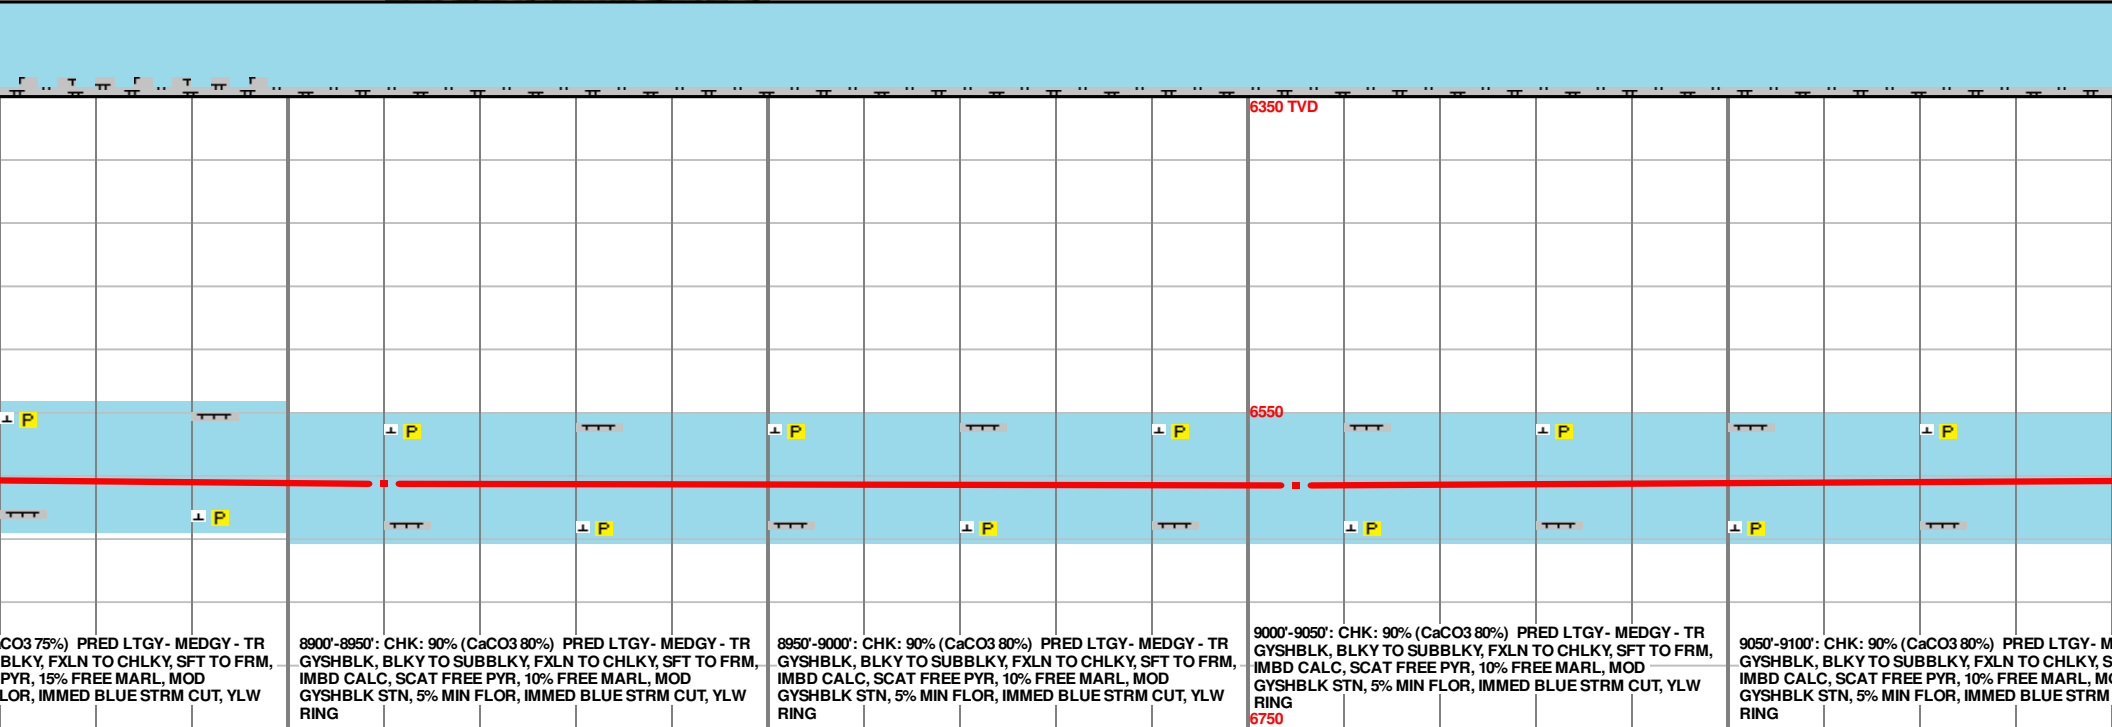 6350 TVD
P
6550
P
P
P
P
P
P
P
P
P
P
P
CO3 75%) PRED LTGY - MEDGY - TR
BLKY, FXLN TO CHLKY, SFT TO FRM,
PYR, 15% FREE MARL, MOD
LOR, IMMED BLUE STRM CUT, YLW
8900'-8950': CHK: 90% (CaCO3 80%) PRED LTGY - MEDGY - TR
GYSHBLK, BLKY TO SUBBLKY, FXLN TO CHLKY, SFT TO FRM,
IMBD CALC, SCAT FREE PYR, 10% FREE MARL, MOD
GYSHBLK STN, 5% MIN FLOR, IMMED BLUE STRM CUT, YLW
RING
8950'-9000': CHK: 90% (CaCO3 80%) PRED LTGY - MEDGY - TR
GYSHBLK, BLKY TO SUBBLKY, FXLN TO CHLKY, SFT TO FRM,
IMBD CALC, SCAT FREE PYR, 10% FREE MARL, MOD
GYSHBLK STN, 5% MIN FLOR, IMMED BLUE STRM CUT, YLW
RING
9000'-9050': CHK: 90% (CaCO3 80%) PRED LTGY - MEDGY - TR
GYSHBLK, BLKY TO SUBBLKY, FXLN TO CHLKY, SFT TO FRM,
IMBD CALC, SCAT FREE PYR, 10% FREE MARL, MOD
GYSHBLK STN, 5% MIN FLOR, IMMED BLUE STRM CUT, YLW
RING
6750
9050'-9100': CHK: 90% (CaCO3 80%) PRED LTGY - M
GYSHBLK, BLKY TO SUBBLKY, FXLN TO CHLKY, S
IMBD CALC, SCAT FREE PYR, 10% FREE MARL, MO
GYSHBLK STN, 5% MIN FLOR, IMMED BLUE STRM
RING